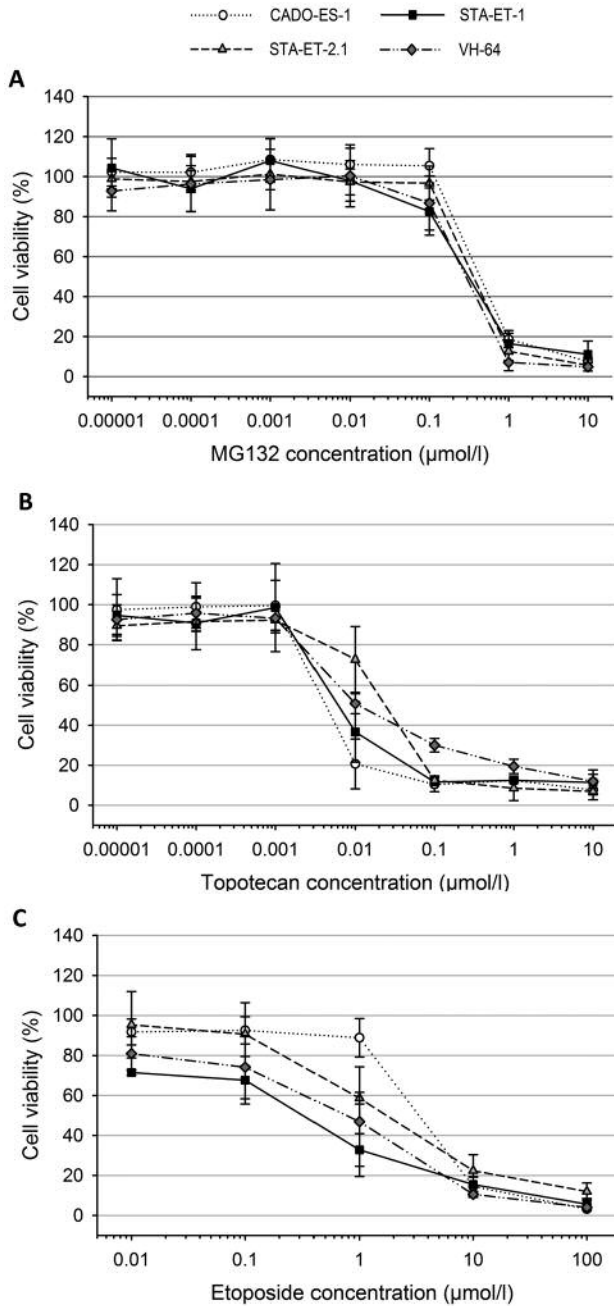 CADO-ES-1 STA-ET-1
STA-ET-2.1 VH-64
A
140
120
100
80
60
40
20
0
Cell viability (%)
0.00001 0.0001 0.001 0.01 0.1 1 10
MG132 concentration (µmol/l)
B
140
120
100
80
60
40
20
0
Cell viability (%)
0.00001 0.0001 0.001 0.01 0.1 1 10
Topotecan concentration (µmol/l)
C
140
120
100
80
60
40
20
0
Cell viability (%)
0.01 0.1 1 10 100
Etoposide concentration (µmol/l)